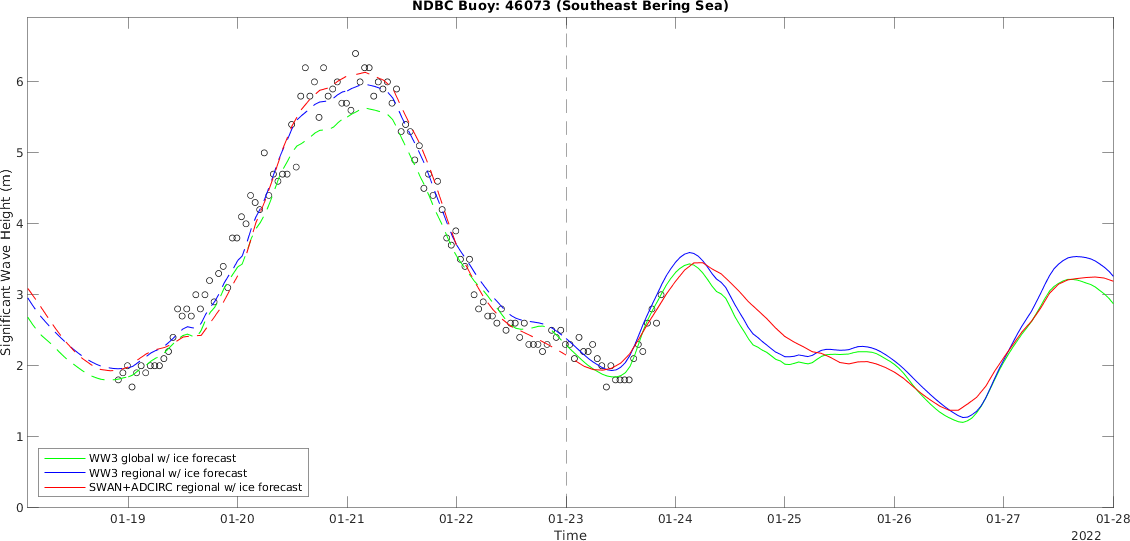 NDBC Buoy: 46073 (Southeast Bering Sea)
Significant Wave Height (m)
6
5
4
3
2
1
0
WW3 global w/ ice forecast
WW3 regional w/ ice forecast
SWAN+ADCIRC regional w/ ice forecast
01-19 01-20 01-21 01-22 01-23 01-24 01-25 01-26 01-27 01-28
Time
2022